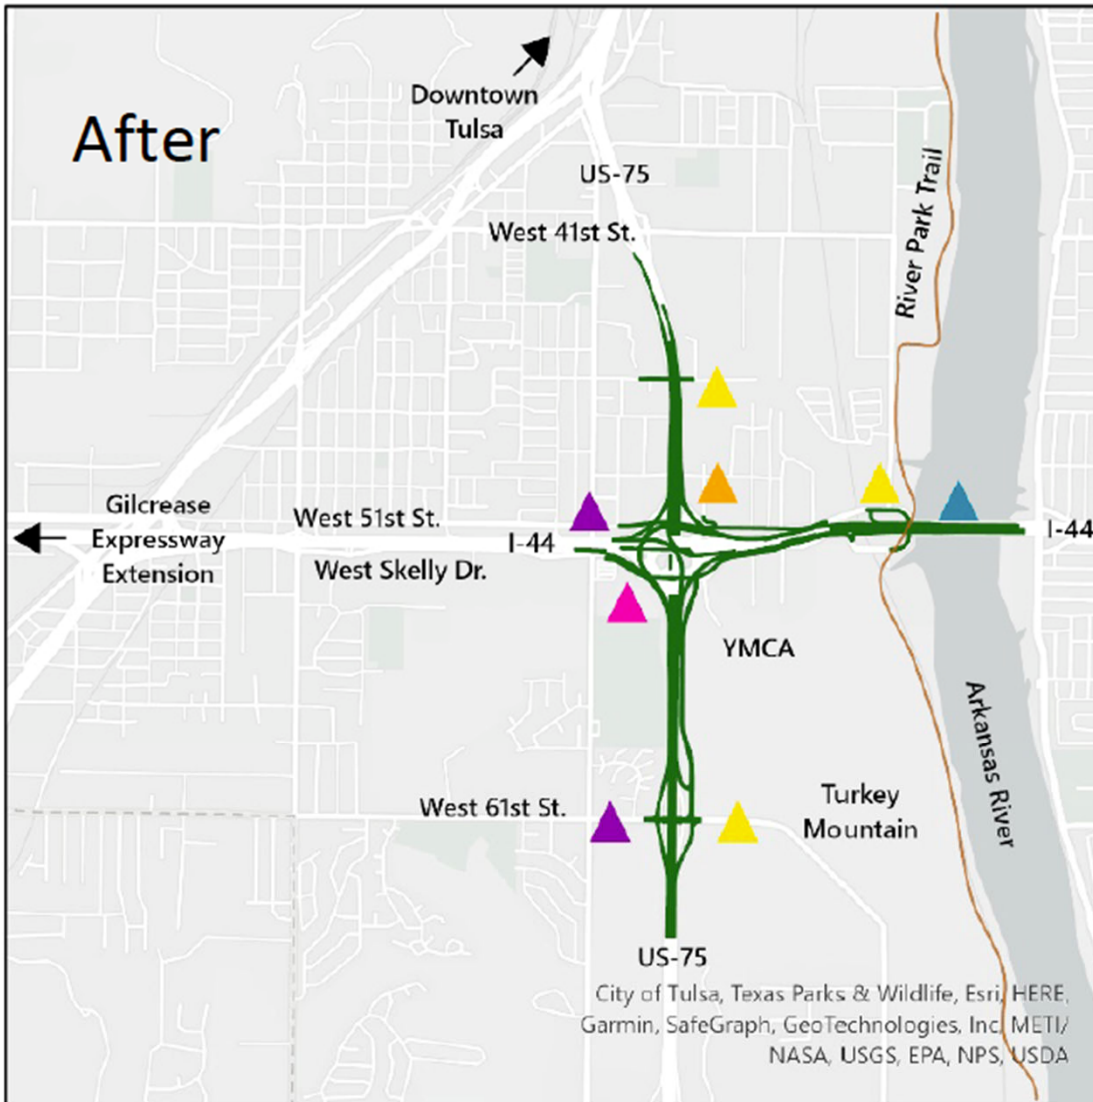 After
Downtown
Tulsa
US-75
West 41st St.
River Park Trail
Gilcrease
Expressway
Extension
West 51st St.
I-44
I-44
West Skelly Dr.
YMCA
Arkansas River
West 61st St.
Turkey
Mountain
US-75
City of Tulsa, Texas Parks & Wildlife, Esri, HERE,
Garmin, SafeGraph, GeoTechnologies, Inc, METI/
NASA, USGS, EPA, NPS, USDA